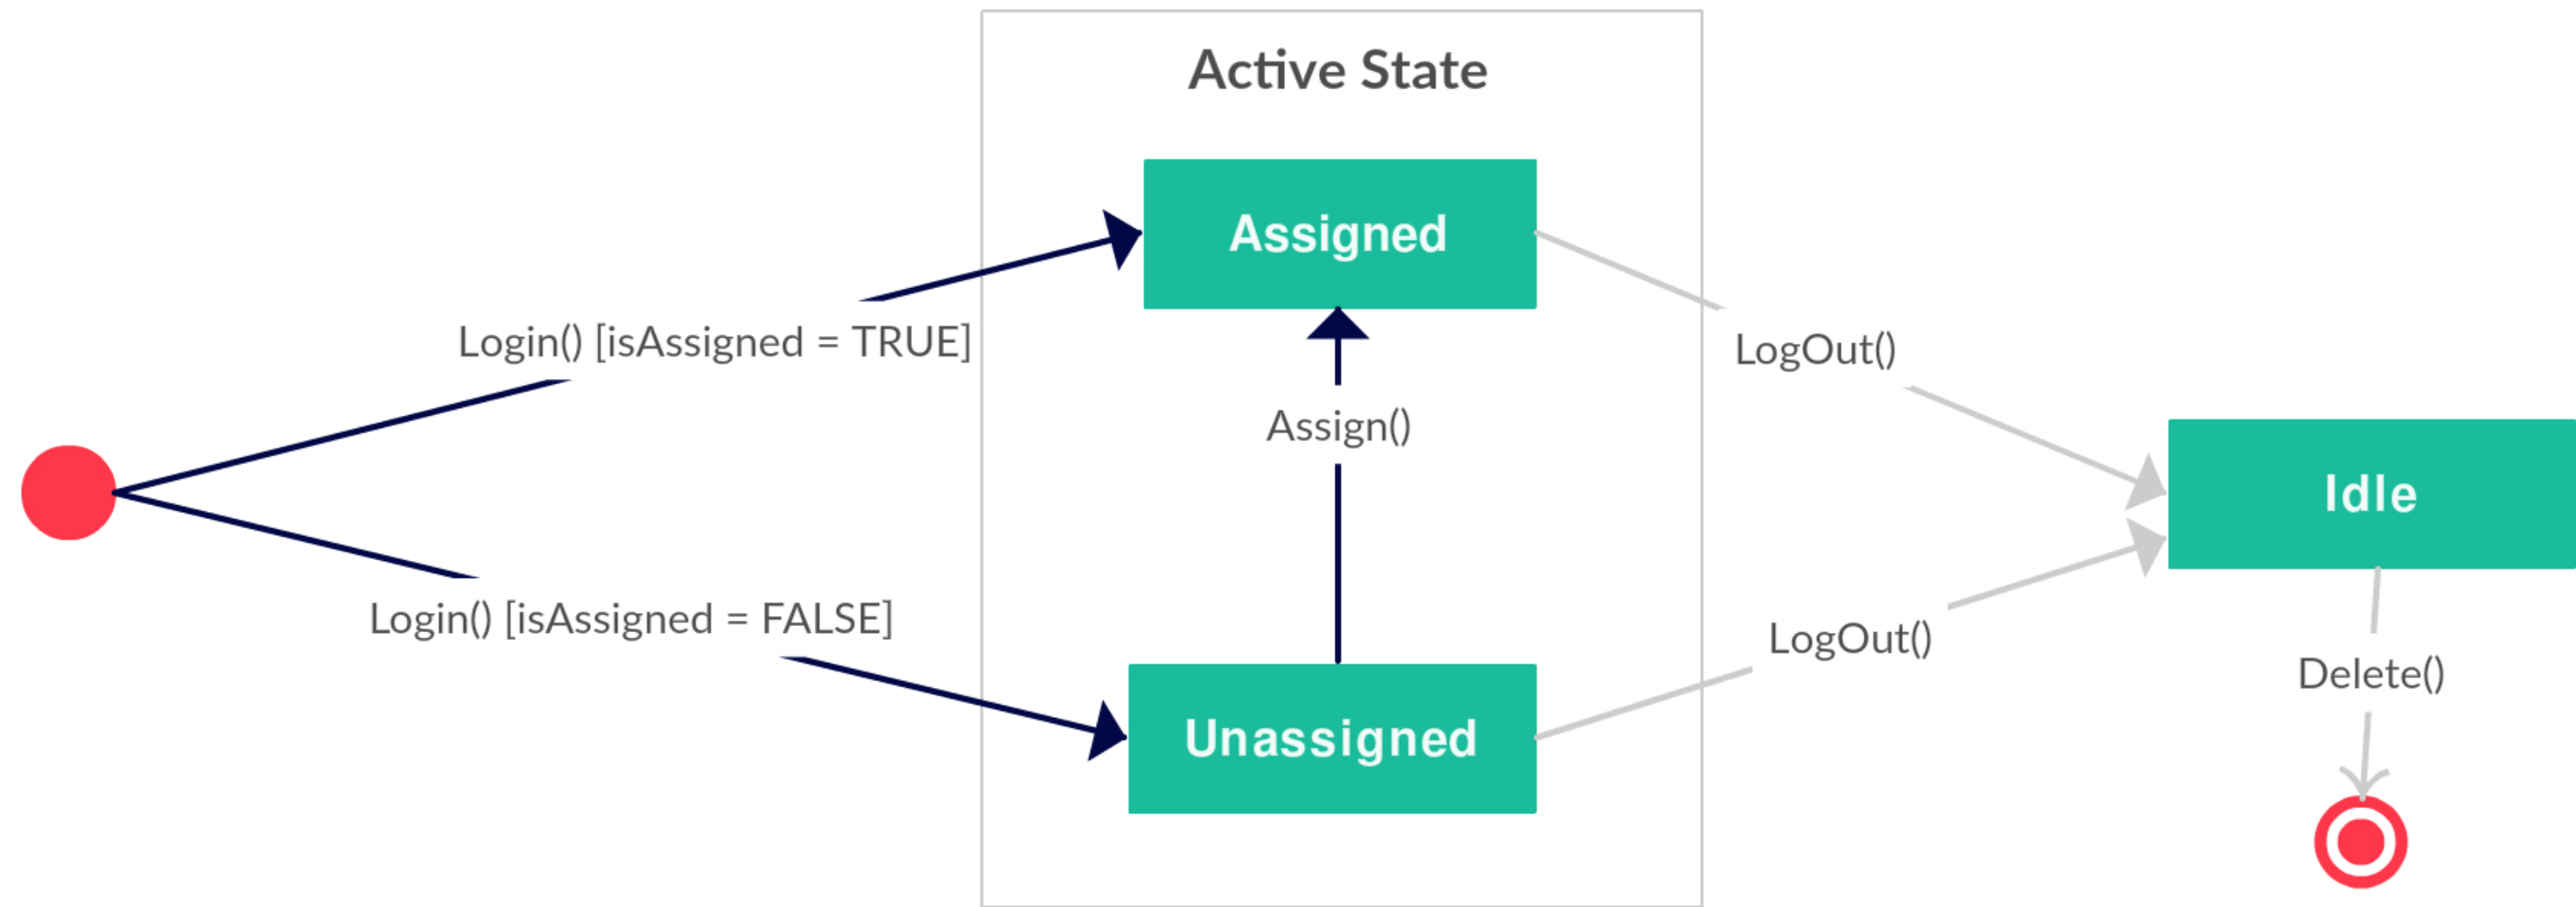 Active State
Assigned
Login() [isAssigned = TRUE]
LogOut()
Assign()
Idle
Login() [isAssigned = FALSE]
LogOut()
Delete()
Unassigned